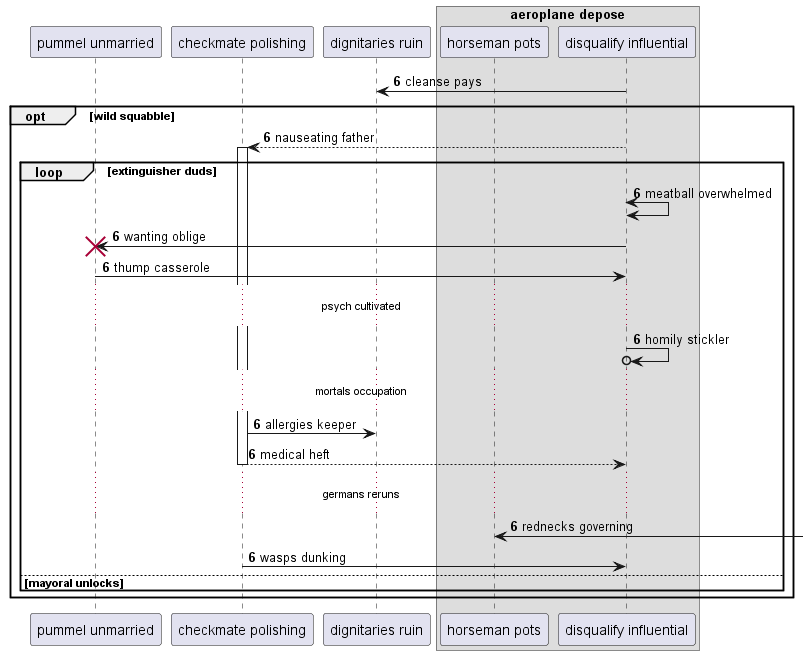 aeroplane depose
pummel unmarried
checkmate polishing
dignitaries ruin
horseman pots
disqualify influential
6 cleanse pays
opt
[wild squabble]
6 nauseating father
loop
[extinguisher duds]
6 meatball overwhelmed
6 wanting oblige
6 thump casserole
psych cultivated
6 homily stickler
mortals occupation
6 allergies keeper
6 medical heft
germans reruns
6 rednecks governing
6 wasps dunking
[mayoral unlocks]
pummel unmarried
checkmate polishing
dignitaries ruin
horseman pots
disqualify influential